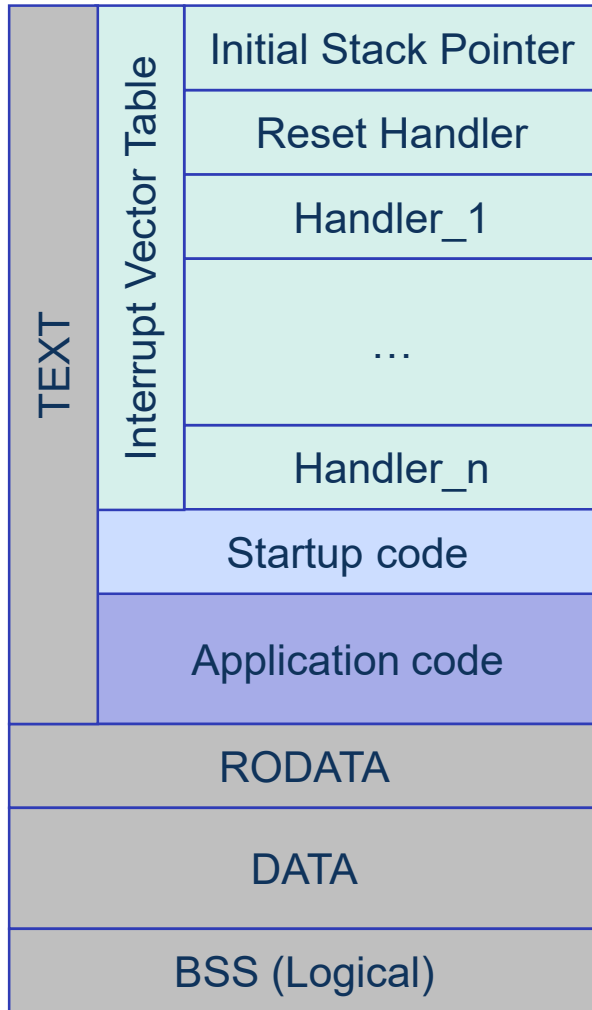 TEXT
Interrupt Vector Table
Initial Stack Pointer
Reset Handler
Handler_1
...
Handler_n
Startup code
Application code
RODATA
DATA
BSS (Logical)